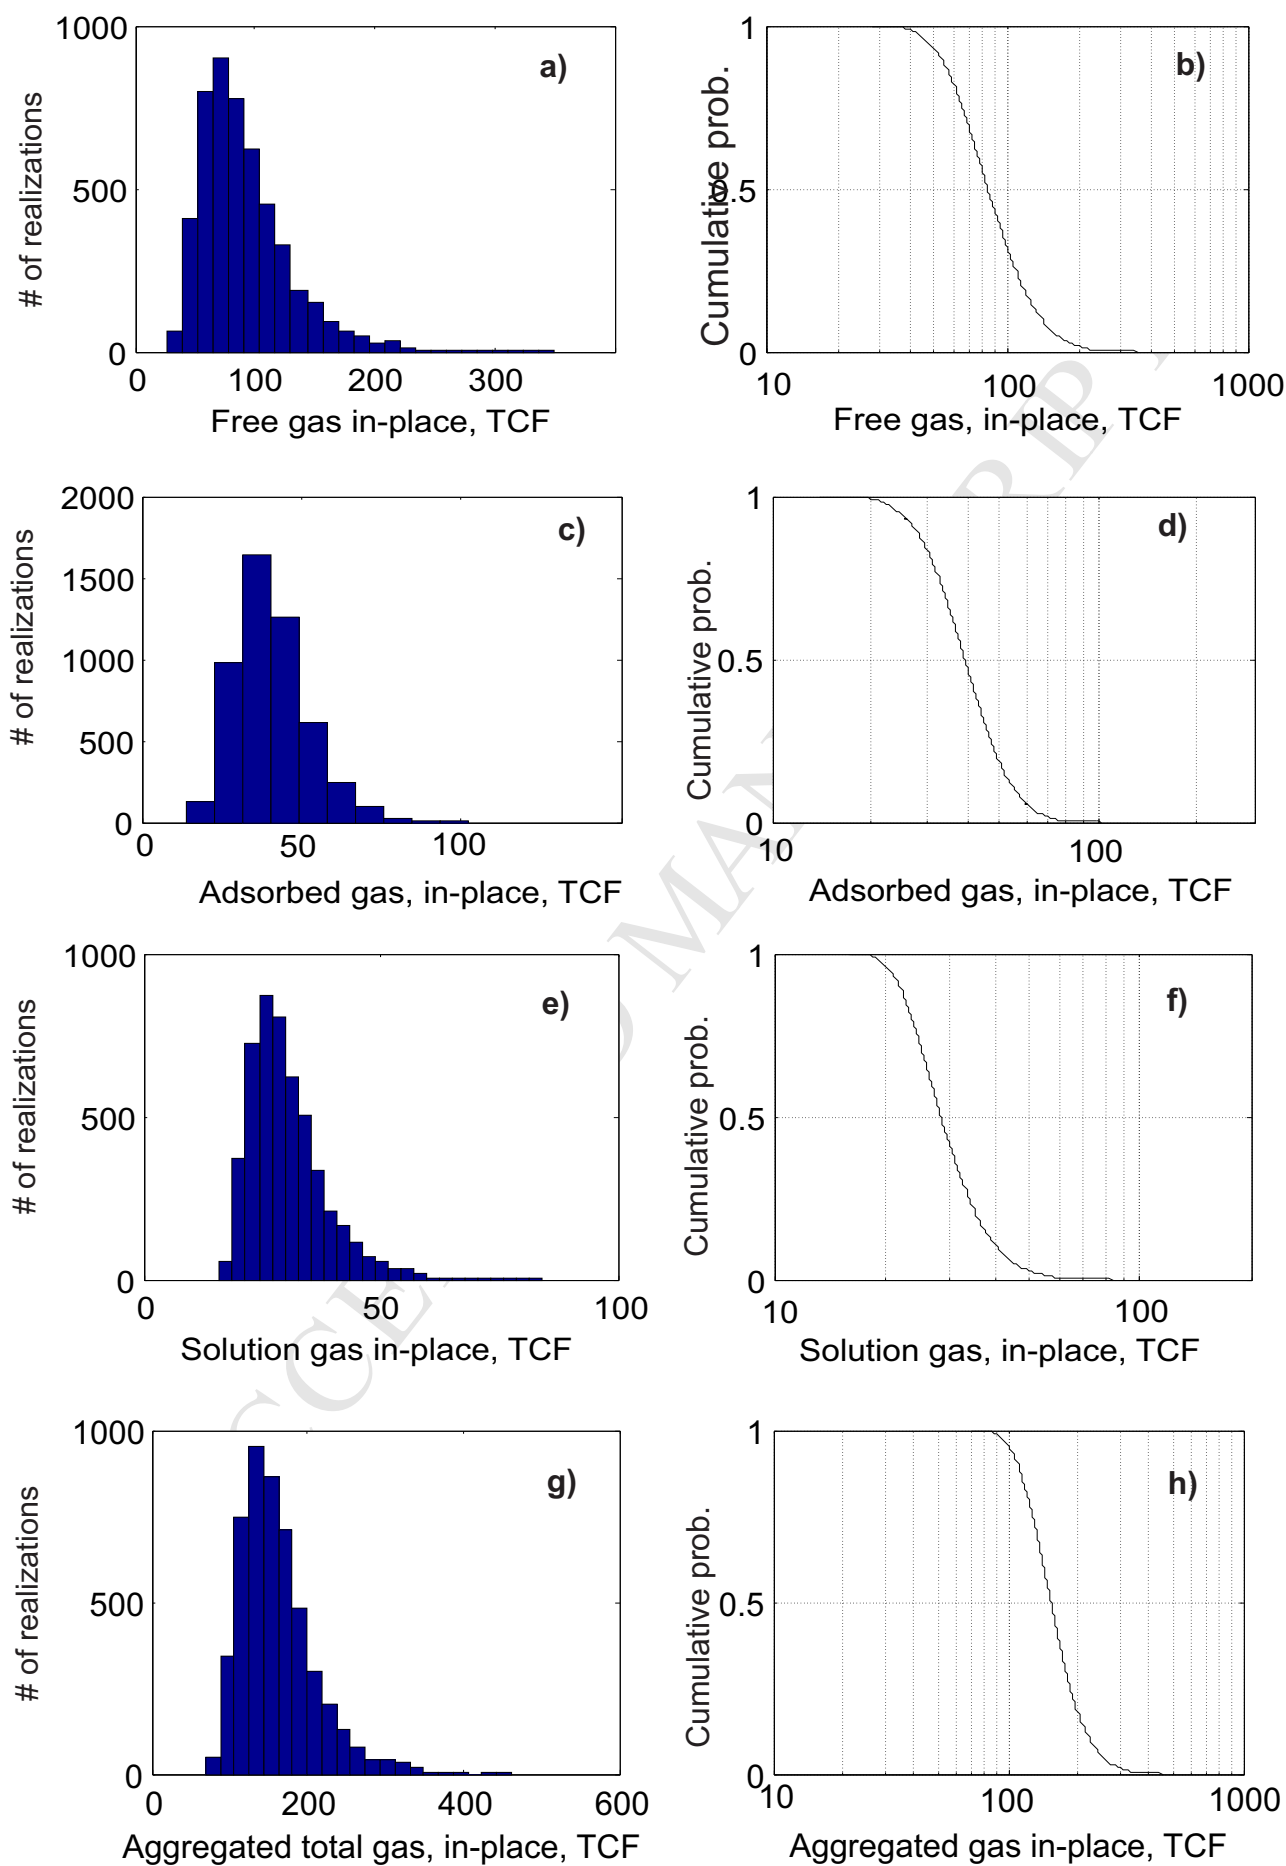 1000
500
0
# of realizations
a)
0
100
200
300
Free gas in-place, TCF
1
0.5
0
Cumulative prob.
b)
10
100
1000
Free gas, in-place, TCF
2000
1500
1000
500
0
# of realizations
c)
0
50
100
Adsorbed gas, in-place, TCF
1
0.5
0
Cumulative prob.
d)
10
100
Adsorbed gas, in-place, TCF
1000
500
0
# of realizations
e)
0
50
100
Solution gas in-place, TCF
1
0.5
0
Cumulative prob.
f)
10
100
Solution gas, in-place, TCF
1000
500
0
# of realizations
g)
0
200
400
600
Aggregated total gas, in-place, TCF
1
0.5
0
Cumulative prob.
h)
10
100
1000
Aggregated gas in-place, TCF